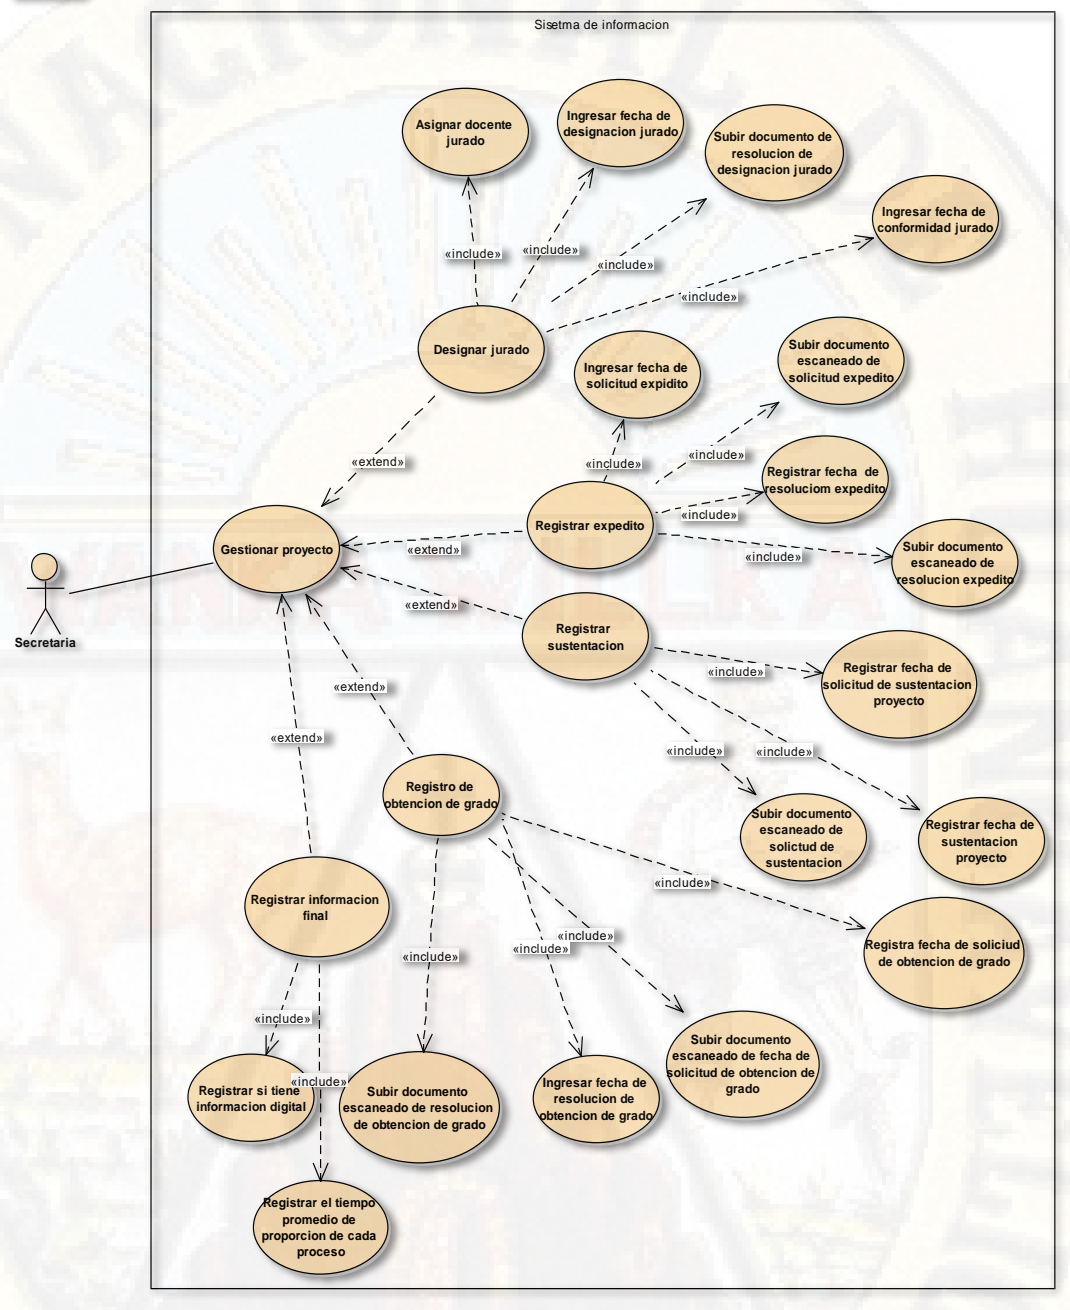 Sisetma de informacion
Asignar docente
jurado
Ingresar fecha de
designacion jurado
Subir documento de
resolucion de
designacion jurado
Ingresar fecha de
conformidad jurado
«include»
«include»
«include»
«include»
Designar jurado
Ingresar fecha de
solicitud expidito
Subir documento
escaneado de
solicitud expedito
«extend»
«include»
«include»
Registrar fecha de
resoluciom expedito
«include»
Registrar expedito
Gestionar proyecto
«extend»
«include»
Subir documento
escaneado de
resolucion expedito
Secretaria
«extend»
Registrar
sustentacion
«include»
Registrar fecha de
solicitud de sustentacion
proyecto
«extend»
«extend»
«include»
«include»
Registro de
obtencion de grado
Subir documento
escaneado de
solictud de
sustentacion
Registrar fecha de
sustentacion
proyecto
«include»
Registrar informacion
final
«include»
«include»
«include»
Registra fecha de soliciud
de obtencion de grado
«include»
«include»
Registrar si tiene
informacion digital
Subir documento
escaneado de resolucion
de obtencion de grado
Ingresar fecha de
resolucion de
obtencion de grado
Subir documento
escaneado de fecha de
solicitud de obtencion de
grado
Registrar el tiempo
promedio de
proporcion de cada
proceso